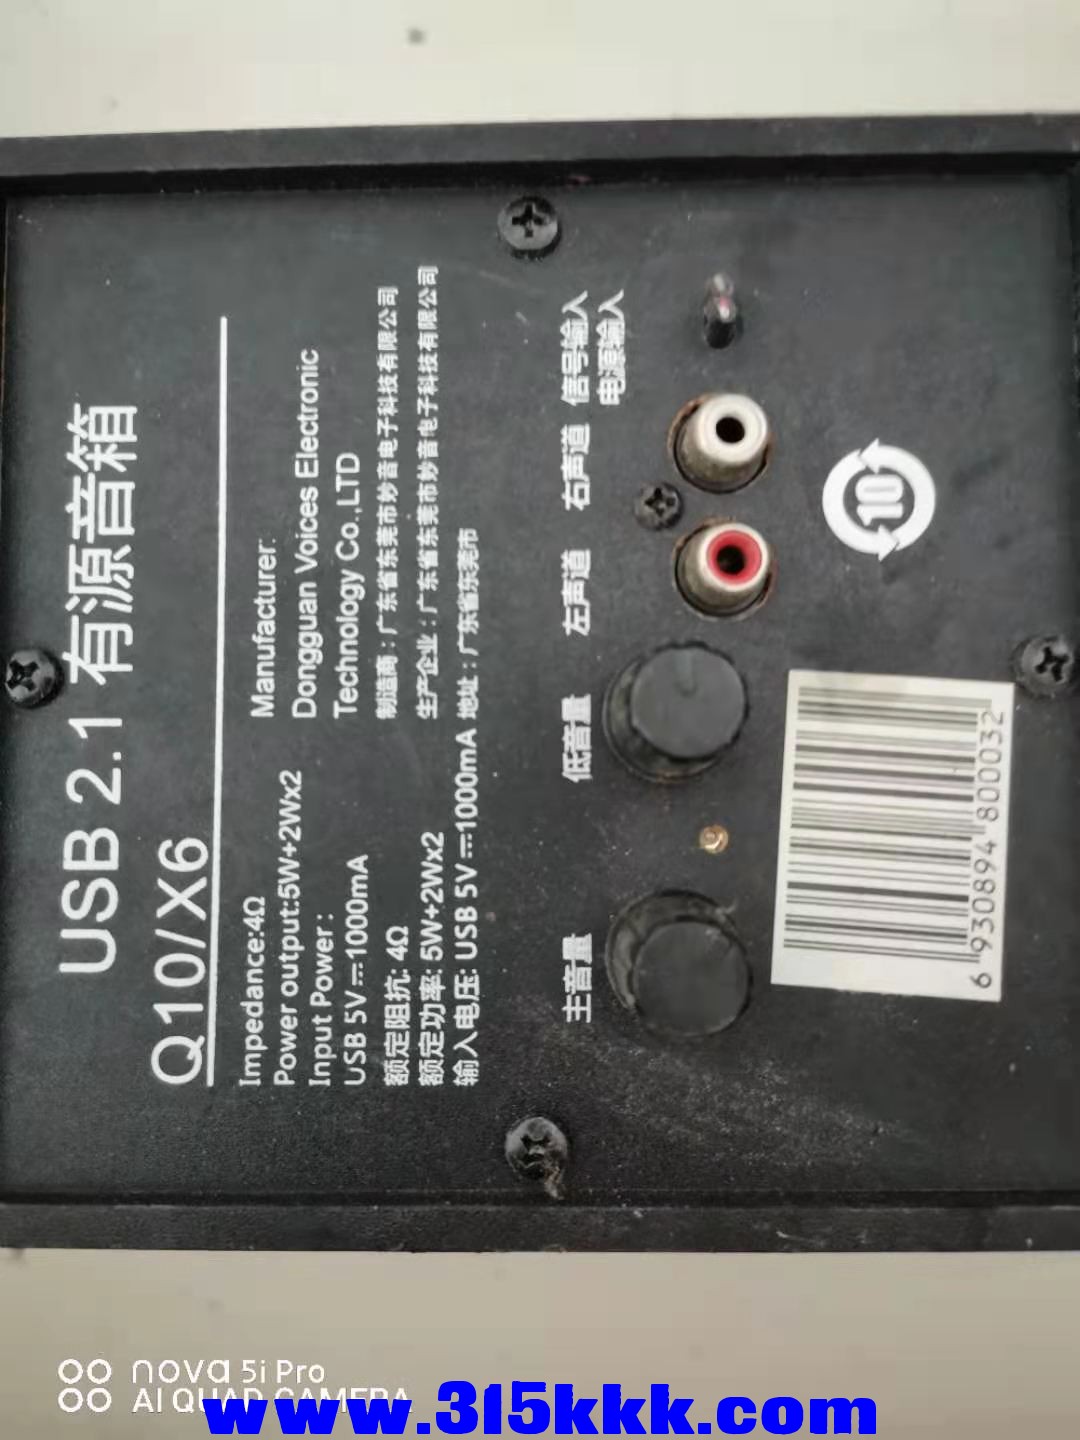 USB 2.1 有源音箱
Q10/X6
Impedance:4Ω
Power output:5W+2Wx2
Input Power:
USB 5V⎓1000mA
额定阻抗: 4Ω
额定功率: 5W+2Wx2
输入电压: USB 5V⎓1000mA
Manufacturer:
Dongguan Voices Electronic
Technology Co.,LTD
制造商：广东省东莞市妙音电子科技有限公司
生产企业：广东省东莞市妙音电子科技有限公司
地址：广东省东莞市
主音量
低音量
左声道
右声道
信号输入
电源输入
10
6 930894 800032
nova 5i Pro
AI QUAD CAMERA
www.315kkk.com